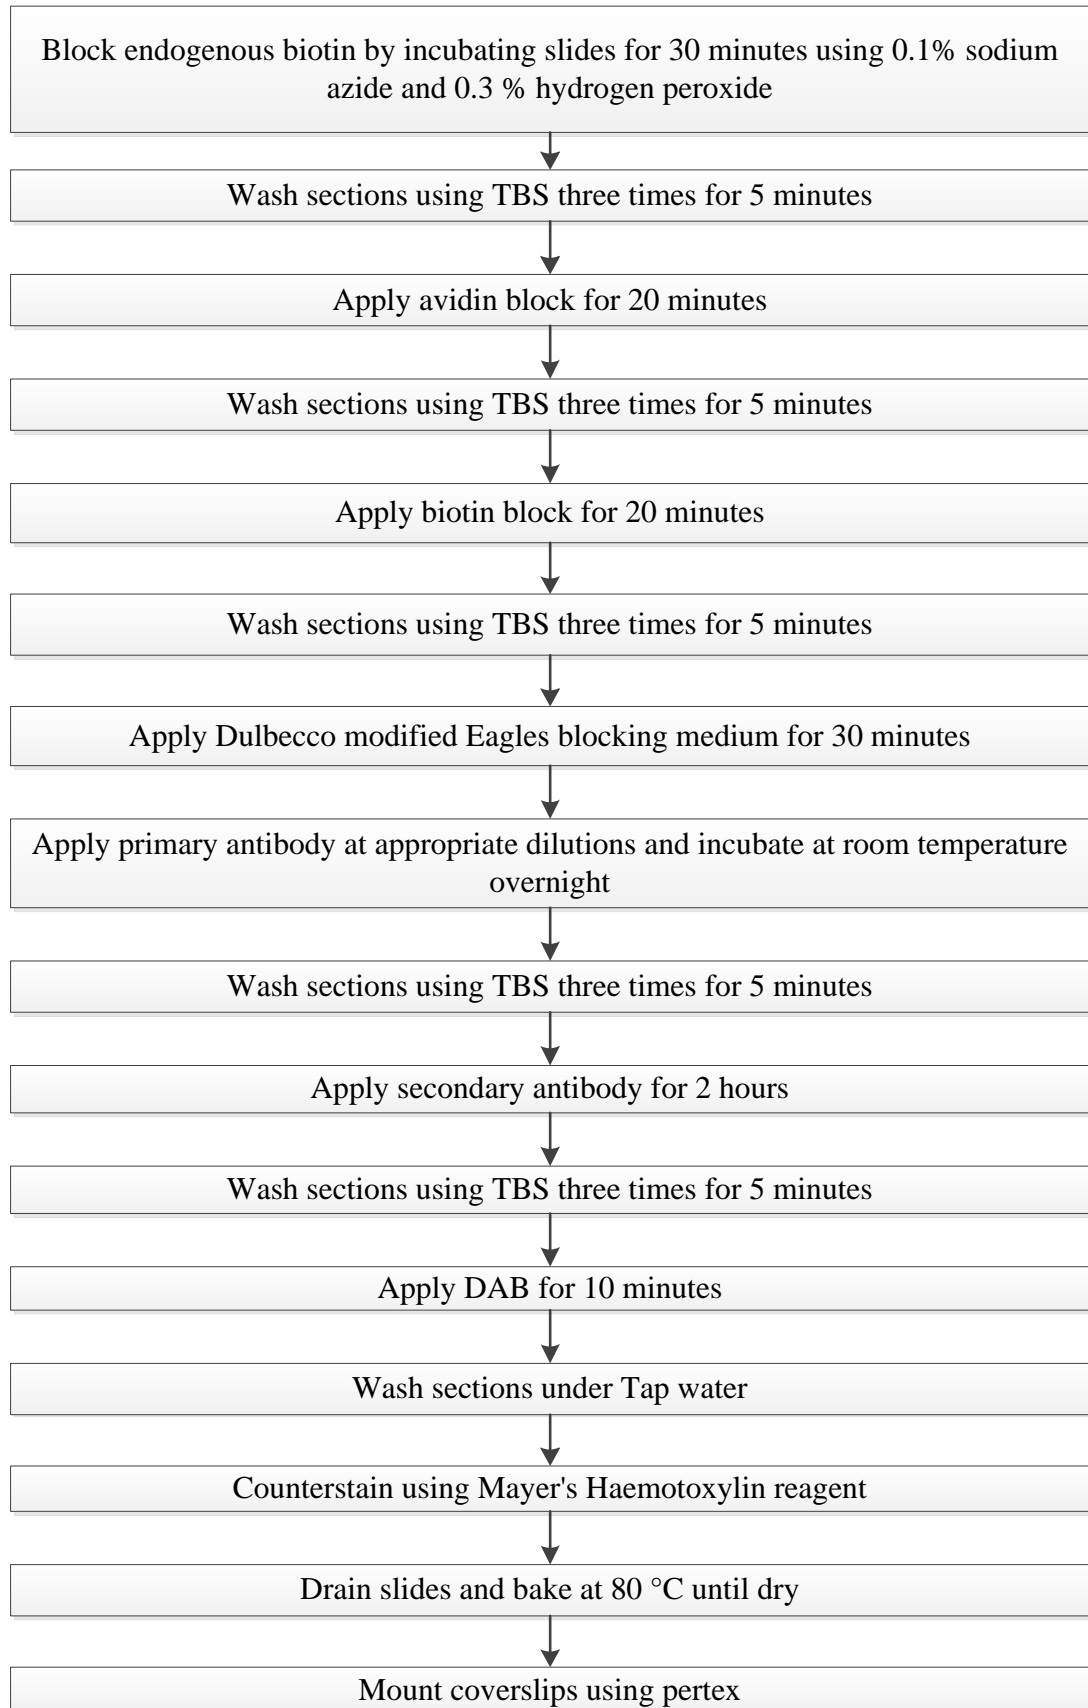 Block endogenous biotin by incubating slides for 30 minutes using 0.1% sodium
azide and 0.3 % hydrogen peroxide
Wash sections using TBS three times for 5 minutes
Apply avidin block for 20 minutes
Wash sections using TBS three times for 5 minutes
Apply biotin block for 20 minutes
Wash sections using TBS three times for 5 minutes
Apply Dulbecco modified Eagles blocking medium for 30 minutes
Apply primary antibody at appropriate dilutions and incubate at room temperature
overnight
Wash sections using TBS three times for 5 minutes
Apply secondary antibody for 2 hours
Wash sections using TBS three times for 5 minutes
Apply DAB for 10 minutes
Wash sections under Tap water
Counterstain using Mayer's Haemotoxylin reagent
Drain slides and bake at 80 °C until dry
Mount coverslips using pertex